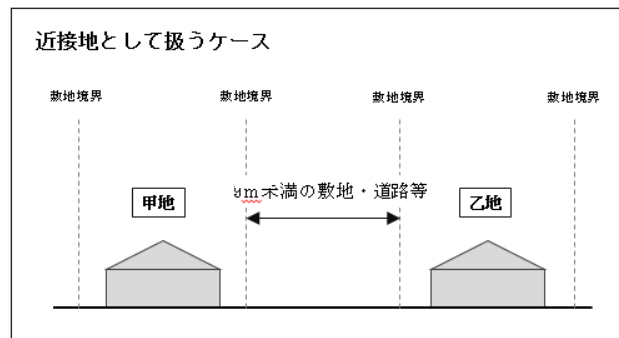 近接地として扱うケース
敷地境界 敷地境界 敷地境界 敷地境界
9m未満の敷地・道路等
甲地 乙地